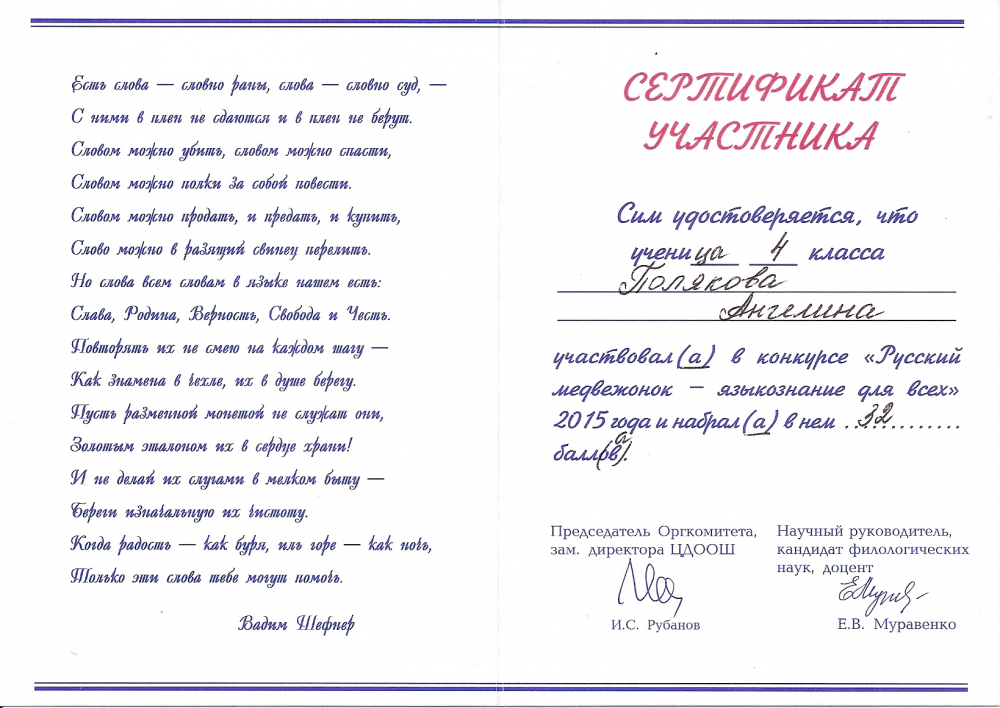 Есть слова — словно раны, слова — словно суд, —
С ними в плен не сдаются и в плен не берут.
Словом можно убить, словом можно спасти,
Словом можно полки за собой повести.
Словом можно продать, и предать, и купить,
Слово можно в разящий свинец перелить.
Но слова всем словам в языке нашем есть:
Слава, Родина, Верность, Свобода и Честь.
Повторять их не смею на каждом шагу —
Как знамена в чехле, их в душе берегу.
Пусть разменной монетой не служат они,
Золотым эталоном их в сердце храни!
И не делай их слугами в мелком быту —
Береги изначальную их чистоту.
Когда радость — как буря, иль горе — как ночь,
Только эти слова тебе могут помочь.
Вадим Шефнер
СЕРТИФИКАТ
УЧАСТНИКА
Сим удостоверяется, что
ученица 4 класса
Полякова
Ангелина
участвовал(а) в конкурсе «Русский
медвежонок – языкознание для всех»
2015 года и набрал(а) в нем ..32.........
балл(ов)а.
Председатель Оргкомитета,
зам. директора ЦДООШ
И.С. Рубанов
Научный руководитель,
кандидат филологических
наук, доцент
Е.В. Муравенко